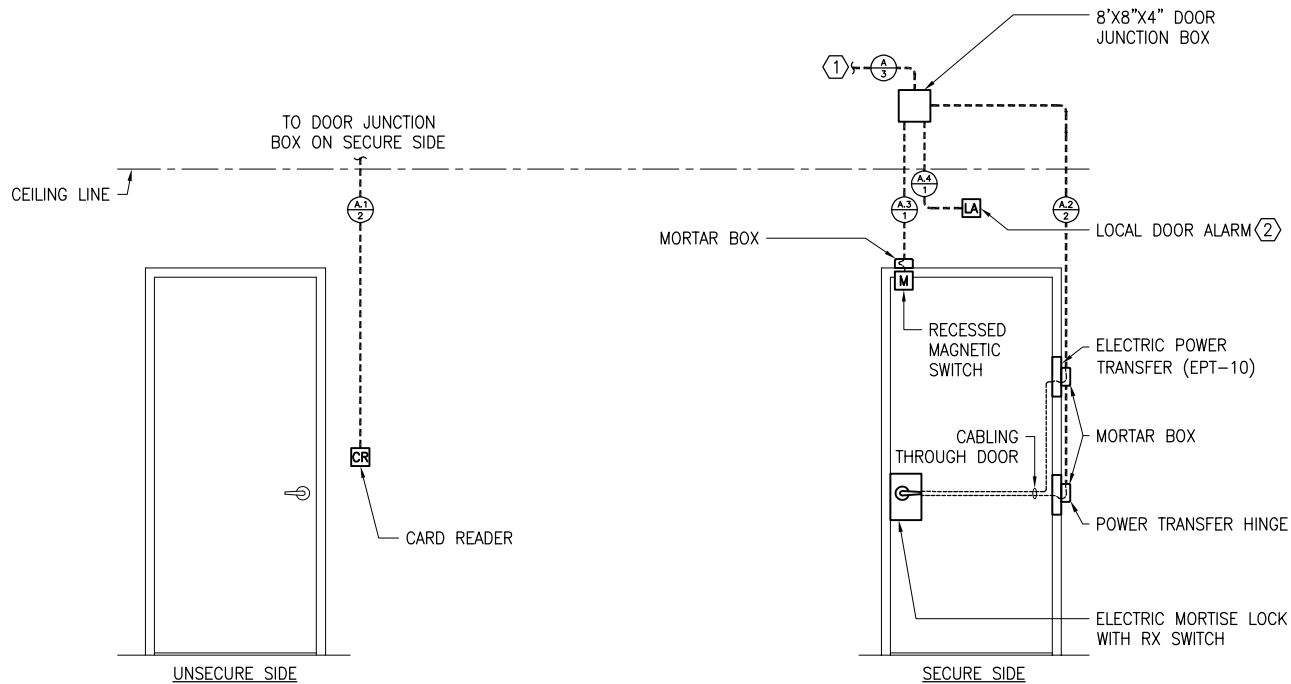 8'X8"X4" DOOR
JUNCTION BOX
1
A
3
TO DOOR JUNCTION
BOX ON SECURE SIDE
CEILING LINE
A.1
2
A.4
1
A.3
1
LA
A.2
2
LOCAL DOOR ALARM 2
MORTAR BOX
M
RECESSED
MAGNETIC
SWITCH
ELECTRIC POWER
TRANSFER (EPT-10)
CABLING
THROUGH DOOR
MORTAR BOX
CR
CARD READER
POWER TRANSFER HINGE
ELECTRIC MORTISE LOCK
WITH RX SWITCH
UNSECURE SIDE
SECURE SIDE